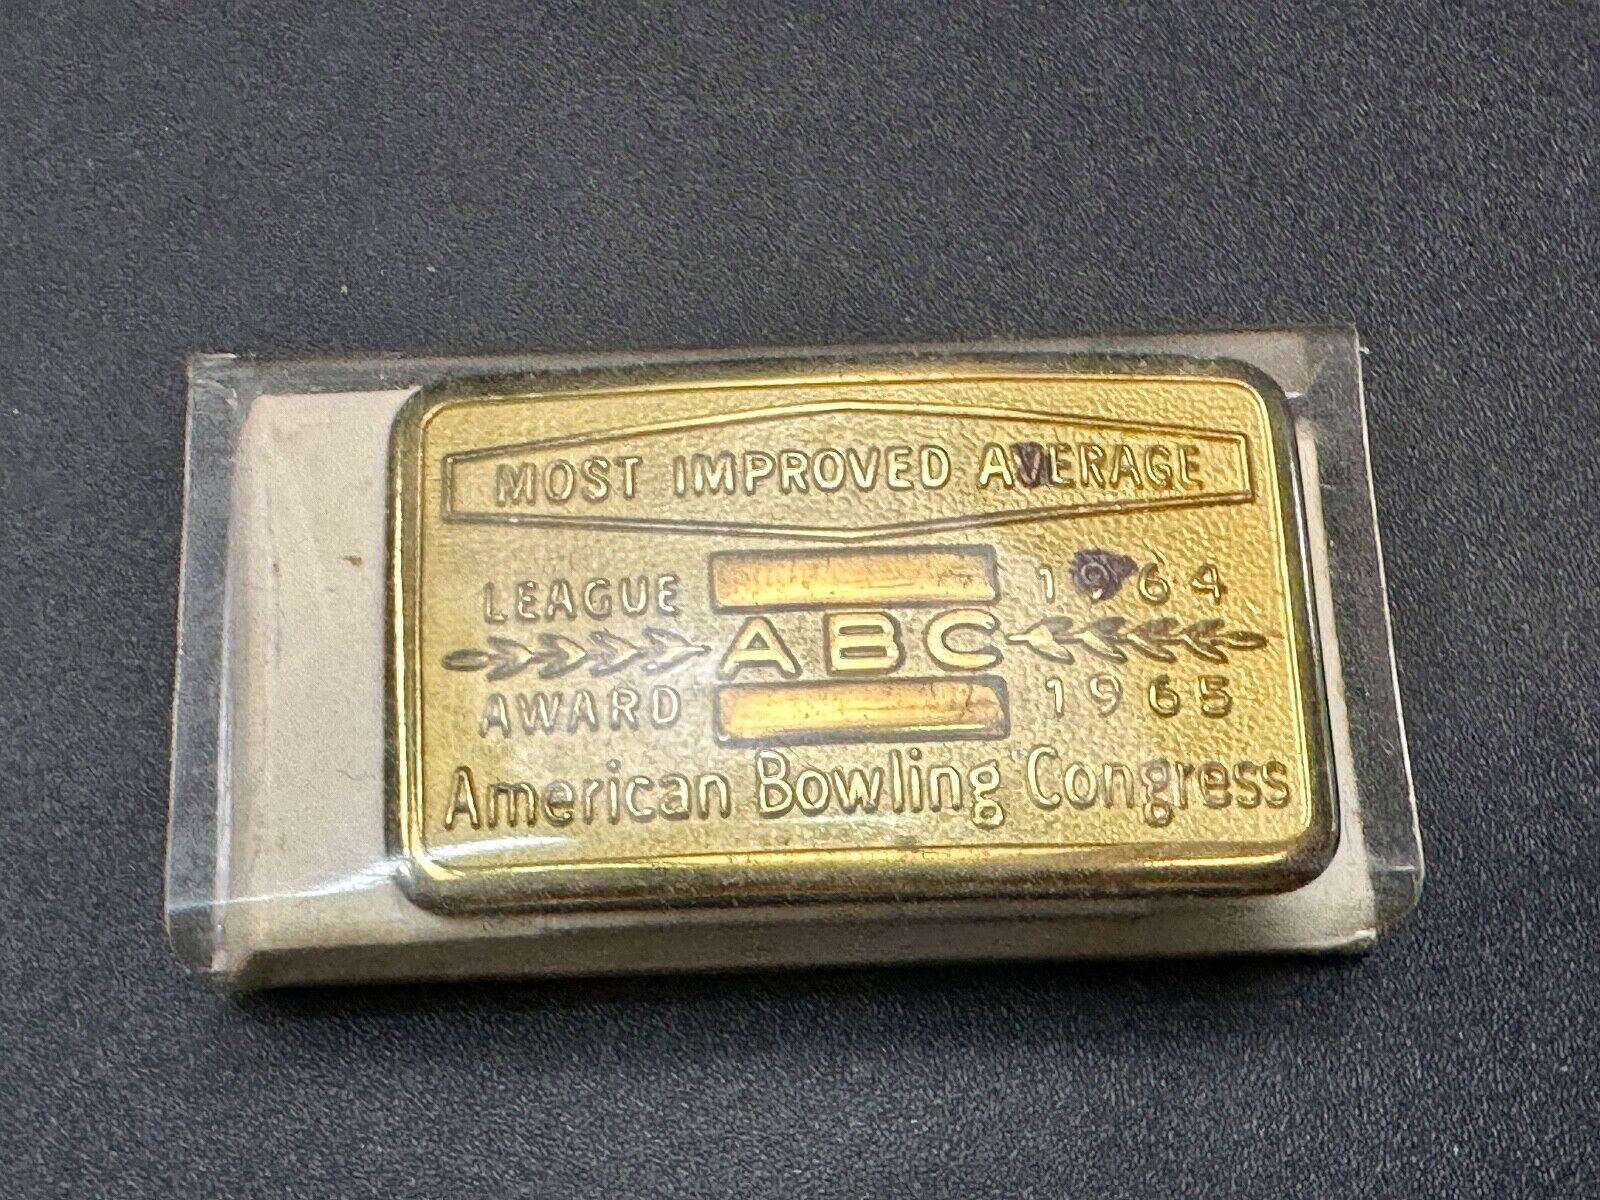 MOST IMPROVED AVERAGE
LEAGUE 1964
ABC
AWARD 1965
American Bowling Congress